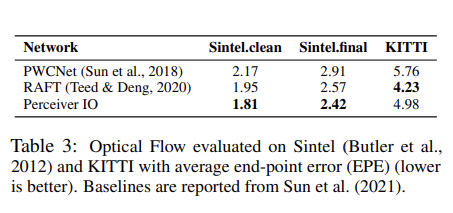 Network Sintel.clean Sintel.final KITTI
PWCNet (Sun et al., 2018) 2.17 2.91 5.76
RAFT (Teed & Deng, 2020) 1.95 2.57 4.23
Perceiver IO 1.81 2.42 4.98
Table 3: Optical Flow evaluated on Sintel (Butler et al.,
2012) and KITTI with average end-point error (EPE) (lower
is better). Baselines are reported from Sun et al. (2021).